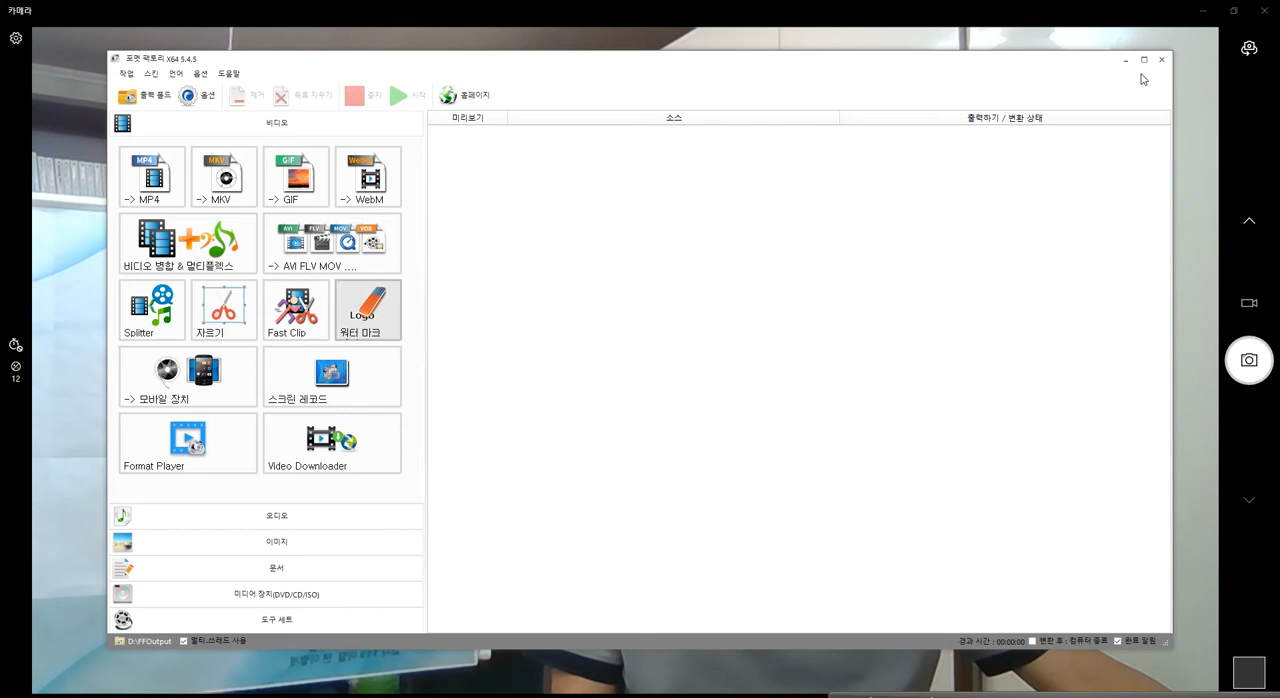 카메라
포맷 팩토리 X64 5.4.5
작업 스킨 언어 옵션 도움말
출력 폴드 옵션 제거 목록 지우기 중지 시작 홈페이지
비디오 미리보기 소스 출력하기 / 변환 상태
MP4 MKV GIF WebM
-> MP4 -> MKV -> GIF -> WebM
AVI FLV MOV VOB
비디오 병합 & 멀티플렉스 -> AVI FLV MOV ....
Logo
Splitter 자르기 Fast Clip 워터 마크
-> 모바일 장치 스크린 레코드
Format Player Video Downloader
오디오
이미지
문서
미디어 장치(DVD/CD/ISO)
도구 세트
D:\FFOutput 멀티-쓰레드 사용 경과 시간 : 00:00:00 변환 후 : 컴퓨터 종료 완료 알림
12